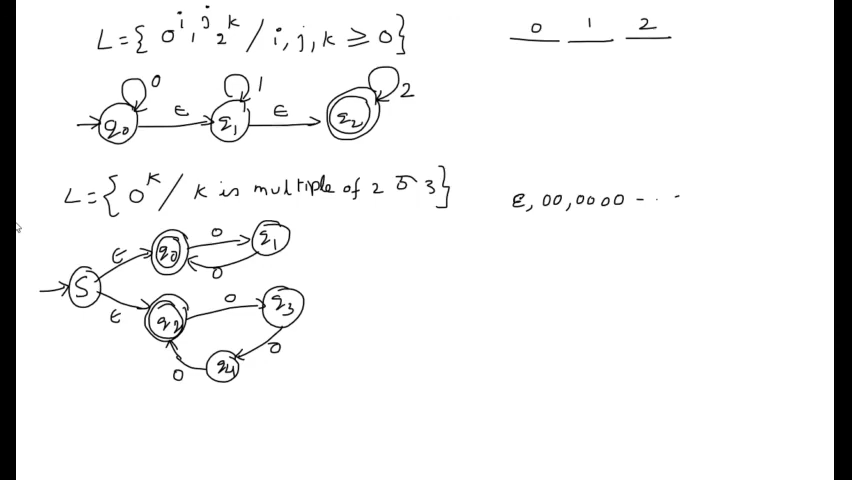 L = { 0^i 1^j 2^k / i, j, k ≥ 0 }
0 1 2
0 1 2
ε ε
q0 q1 q2
L = { 0^k / k is multiple of 2 or 3 }
ε, 00, 0000 - . . -
ε q0 0 q1
0
S
ε q2 0 q3
0
0 q4